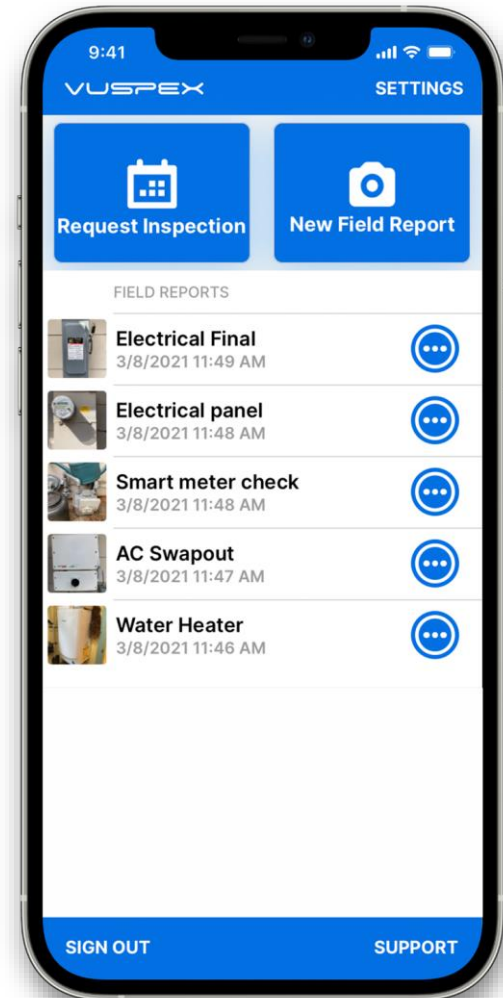 9:41
VUSPEX
SETTINGS
Request Inspection
New Field Report
FIELD REPORTS
Electrical Final
3/8/2021 11:49 AM
Electrical panel
3/8/2021 11:48 AM
Smart meter check
3/8/2021 11:48 AM
AC Swapout
3/8/2021 11:47 AM
Water Heater
3/8/2021 11:46 AM
SIGN OUT
SUPPORT